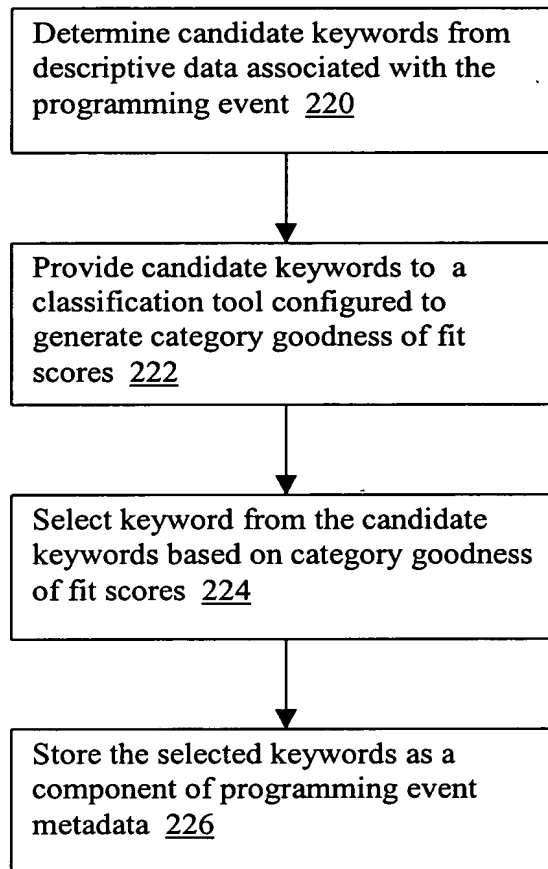 Determine candidate keywords from
descriptive data associated with the
programming event 220
Provide candidate keywords to a
classification tool configured to
generate category goodness of fit
scores 222
Select keyword from the candidate
keywords based on category goodness
of fit scores 224
Store the selected keywords as a
component of programming event
metadata 226